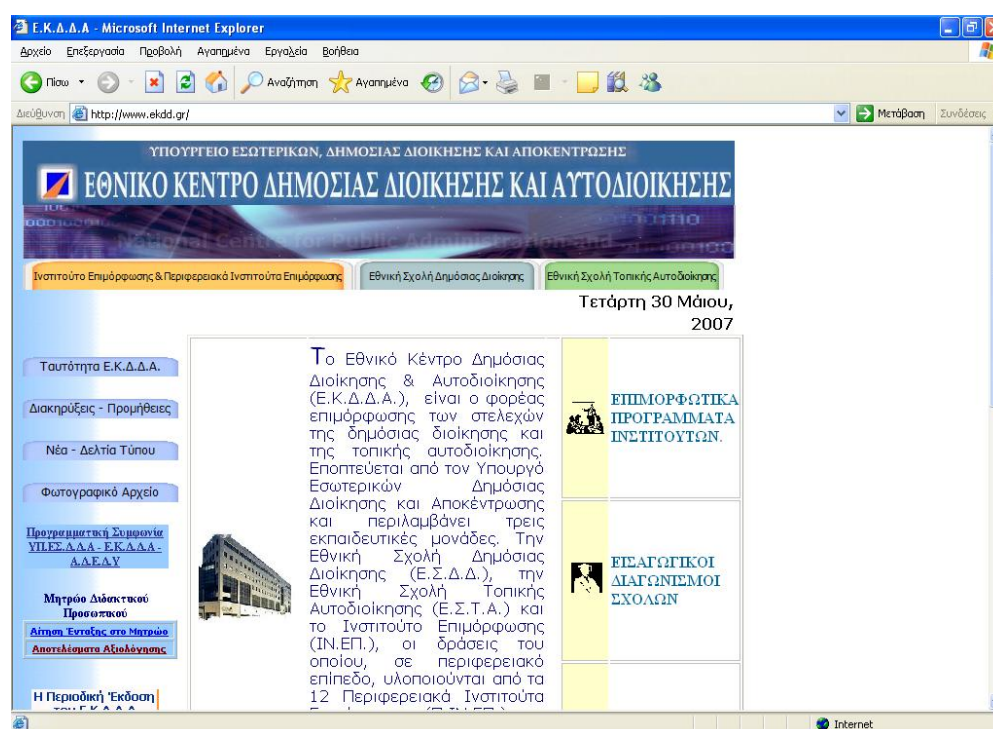 Ε.Κ.Δ.Δ.Α - Microsoft Internet Explorer
Αρχείο Επεξεργασία Προβολή Αγαπημένα Εργαλεία Βοήθεια
Πίσω Αναζήτηση Αγαπημένα
Διεύθυνση http://www.ekdd.gr/ Μετάβαση Συνδέσεις
ΥΠΟΥΡΓΕΙΟ ΕΣΩΤΕΡΙΚΩΝ, ΔΗΜΟΣΙΑΣ ΔΙΟΙΚΗΣΗΣ ΚΑΙ ΑΠΟΚΕΝΤΡΩΣΗΣ
ΕΘΝΙΚΟ ΚΕΝΤΡΟ ΔΗΜΟΣΙΑΣ ΔΙΟΙΚΗΣΗΣ ΚΑΙ ΑΥΤΟΔΙΟΙΚΗΣΗΣ
National Centre for Public Administration and
Ινστιτούτο Επιμόρφωσης & Περιφερειακά Ινστιτούτα Επιμόρφωσης
Εθνική Σχολή Δημόσιας Διοίκησης
Εθνική Σχολή Τοπικής Αυτοδιοίκησης
Τετάρτη 30 Μάιου,
2007
Ταυτότητα Ε.Κ.Δ.Δ.Α.
Διακηρύξεις - Προμήθειες
Νέα - Δελτία Τύπου
Φωτογραφικό Αρχείο
Προγραμματική Συμφωνία
ΥΠ.ΕΣ.Δ.Δ.Α - Ε.Κ.Δ.Δ.Α -
Α.Δ.Ε.Δ.Υ
Μητρώο Διδακτικού
Προσωπικού
Αίτηση Ένταξης στο Μητρώο
Αποτελέσματα Αξιολόγησης
Η Περιοδική Έκδοση
του Ε.Κ.Δ.Δ.Α.
Το Εθνικό Κέντρο Δημόσιας
Διοίκησης & Αυτοδιοίκησης
(Ε.Κ.Δ.Δ.Α.), είναι ο φορέας
επιμόρφωσης των στελεχών
της δημόσιας διοίκησης και
της τοπικής αυτοδιοίκησης.
Εποπτεύεται από τον Υπουργό
Εσωτερικών Δημόσιας
Διοίκησης και Αποκέντρωσης
και περιλαμβάνει τρεις
εκπαιδευτικές μονάδες. Την
Εθνική Σχολή Δημόσιας
Διοίκησης (Ε.Σ.Δ.Δ.), την
Εθνική Σχολή Τοπικής
Αυτοδιοίκησης (Ε.Σ.Τ.Α.) και
το Ινστιτούτο Επιμόρφωσης
(ΙΝ.ΕΠ.), οι δράσεις του
οποίου, σε περιφερειακό
επίπεδο, υλοποιούνται από τα
12 Περιφερειακά Ινστιτούτα
ΕΠΙΜΟΡΦΩΤΙΚΑ
ΠΡΟΓΡΑΜΜΑΤΑ
ΙΝΣΤΙΤΟΥΤΩΝ.
ΕΙΣΑΓΩΓΙΚΟΙ
ΔΙΑΓΩΝΙΣΜΟΙ
ΣΧΟΛΩΝ
Internet